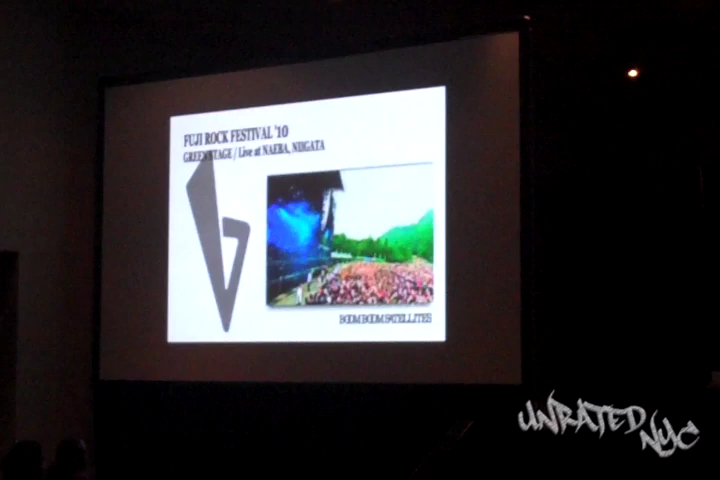 FUJI ROCK FESTIVAL '10
GREEN STAGE / Live at NAEBA, NIIGATA
BOOM BOOM SATELLITES
UNRATED NYC